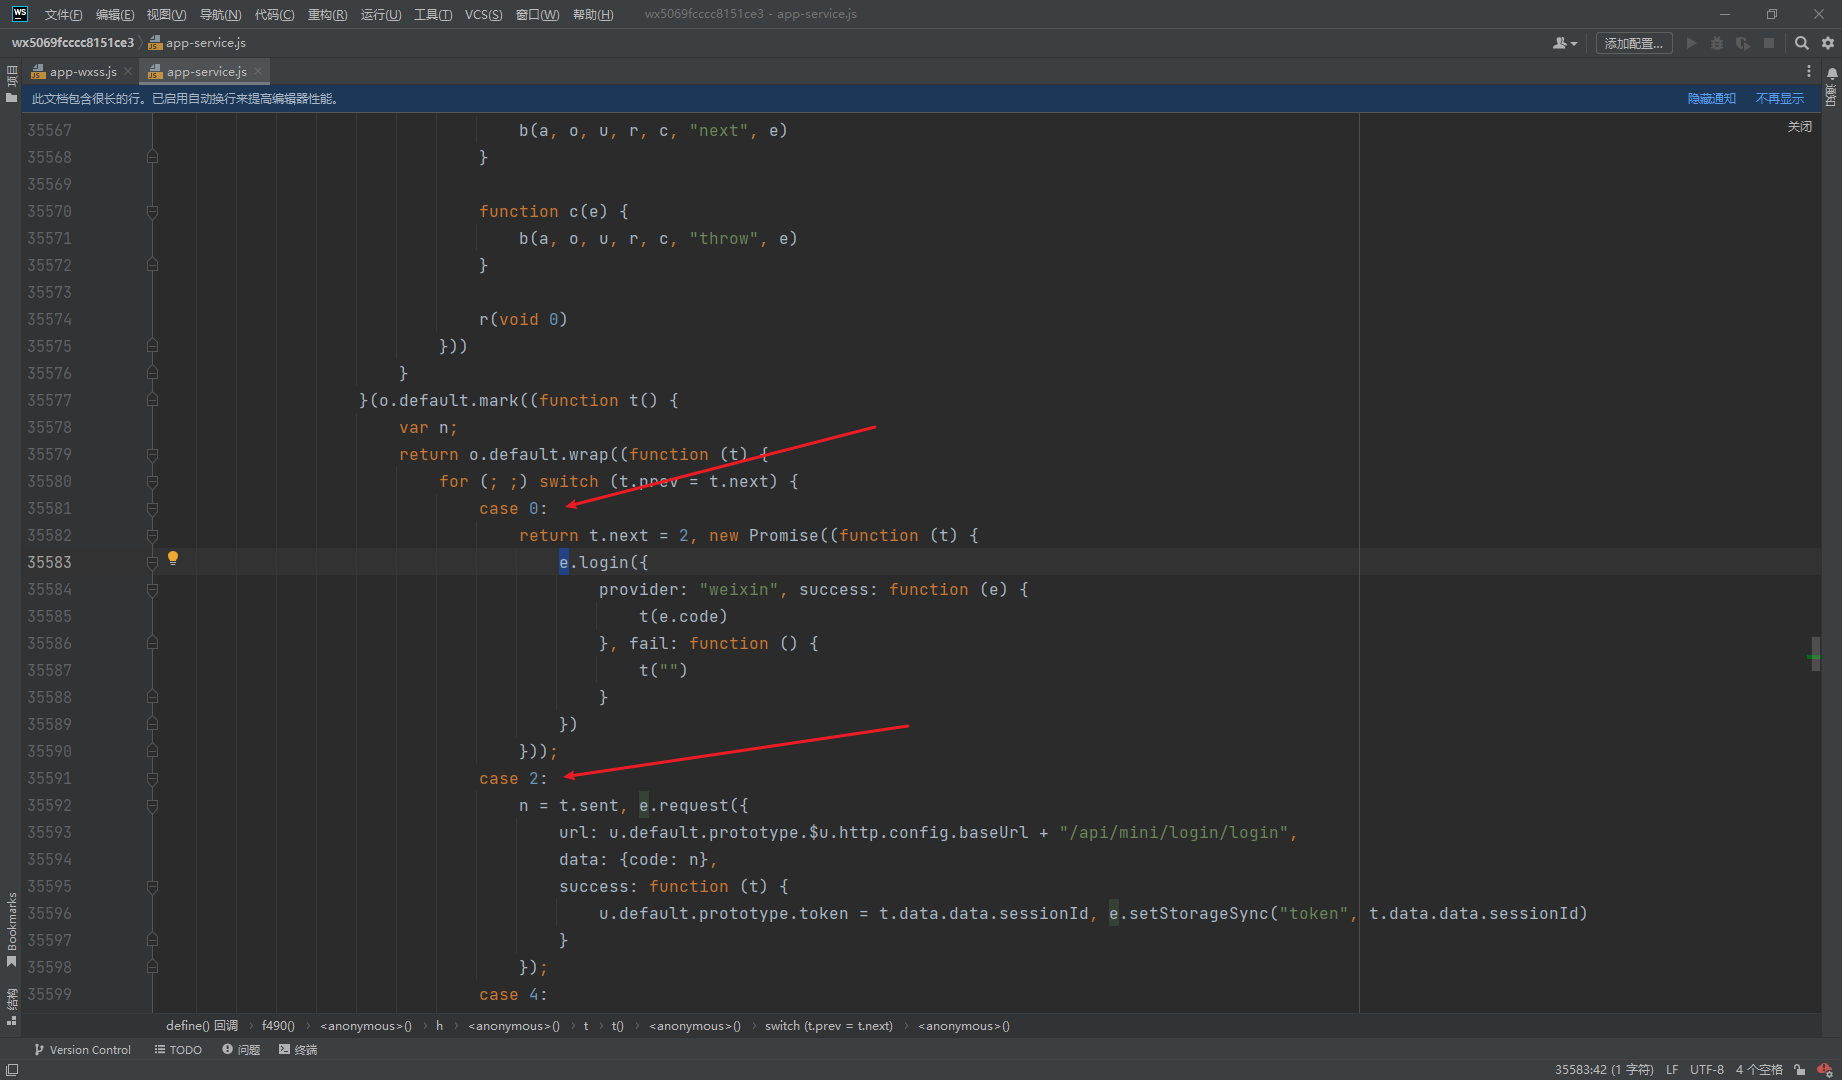 WS 文件(F) 编辑(E) 视图(V) 导航(N) 代码(C) 重构(R) 运行(U) 工具(T) VCS(S) 窗口(W) 帮助(H) wx5069fcccc8151ce3 - app-service.js
wx5069fcccc8151ce3 app-service.js 添加配置...
项目 app-wxss.js app-service.js 通知
此文档包含很长的行。已启用自动换行来提高编辑器性能。 隐藏通知 不再显示
关闭
35567 b(a, o, u, r, c, "next", e)
35568 }
35569
35570 function c(e) {
35571 b(a, o, u, r, c, "throw", e)
35572 }
35573
35574 r(void 0)
35575 }))
35576 }
35577 }(o.default.mark((function t() {
35578 var n;
35579 return o.default.wrap((function (t) {
35580 for (; ;) switch (t.prev = t.next) {
35581 case 0:
35582 return t.next = 2, new Promise((function (t) {
35583 e.login({
35584 provider: "weixin", success: function (e) {
35585 t(e.code)
35586 }, fail: function () {
35587 t("")
35588 }
35589 })
35590 }));
35591 case 2:
35592 n = t.sent, e.request({
35593 url: u.default.prototype.$u.http.config.baseUrl + "/api/mini/login/login",
35594 data: {code: n},
35595 success: function (t) {
35596 u.default.prototype.token = t.data.data.sessionId, e.setStorageSync("token", t.data.data.sessionId)
35597 }
35598 });
35599 case 4:
Bookmarks
结构
define() 回调 f490() <anonymous>() h <anonymous>() t t() <anonymous>() switch (t.prev = t.next) <anonymous>()
Version Control TODO 问题 终端
35583:42 (1 字符) LF UTF-8 4 个空格